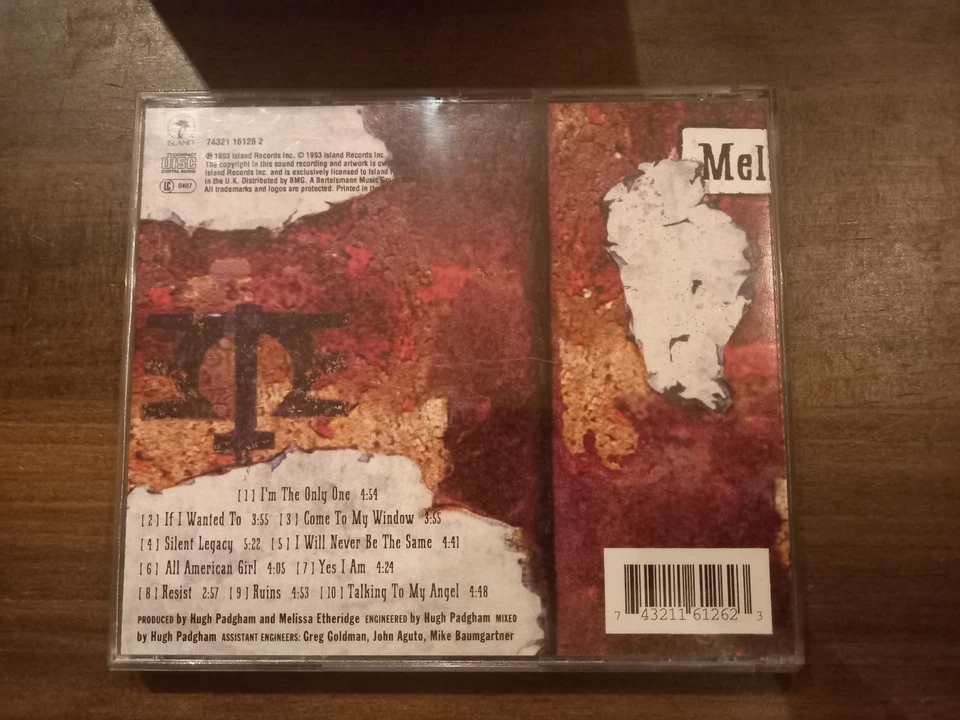 ISLAND
74321 16126 2
COMPACT
disc
DIGITAL AUDIO
LC 0407
℗ 1993 Island Records Inc. © 1993 Island Records Inc.
The copyright in this sound recording and artwork is
Island Records Inc. and is exclusively licensed to Island
in the U.K. Distributed by BMG. A Bertelsmann Music
All trademarks and logos are protected. Printed in
Mel
[1] I'm The Only One 4:54
[2] If I Wanted To 3:55 [3] Come To My Window 3:55
[4] Silent Legacy 5:22 [5] I Will Never Be The Same 4:41
[6] All American Girl 4:05 [7] Yes I Am 4:24
[8] Resist 2:57 [9] Ruins 4:53 [10] Talking To My Angel 4:48
PRODUCED by Hugh Padgham and Melissa Etheridge ENGINEERED by Hugh Padgham MIXED
by Hugh Padgham ASSISTANT ENGINEERS: Greg Goldman, John Aguto, Mike Baumgartner
7 43211 61262 3